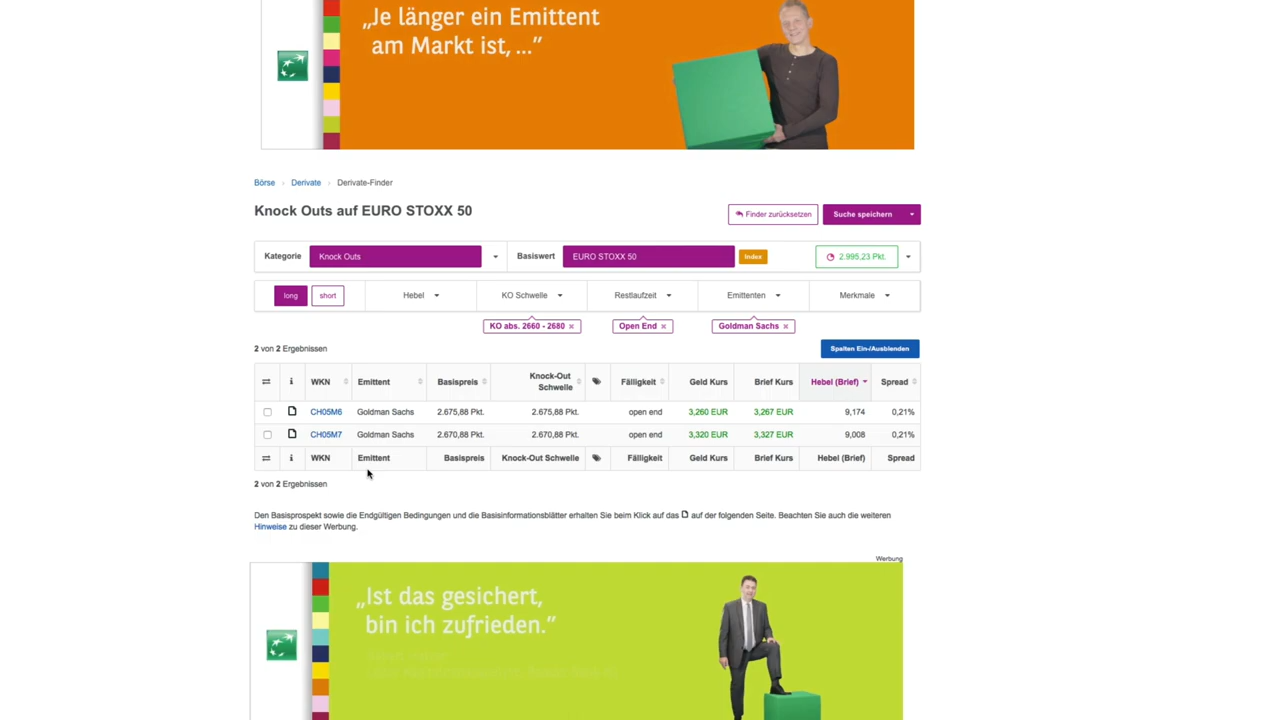 „Je länger ein Emittent
am Markt ist, ...”
Börse › Derivate › Derivate-Finder
Knock Outs auf EURO STOXX 50
Finder zurücksetzen
Suche speichern
Kategorie Knock Outs Basiswert EURO STOXX 50 Index 2.995,23 Pkt.
long short Hebel KO Schwelle Restlaufzeit Emittenten Merkmale
KO abs. 2660 - 2680 × Open End × Goldman Sachs ×
2 von 2 Ergebnissen
Spalten Ein-/Ausblenden
WKN Emittent Basispreis Knock-Out Schwelle Fälligkeit Geld Kurs Brief Kurs Hebel (Brief) Spread
CH05M6 Goldman Sachs 2.675,88 Pkt. 2.675,88 Pkt. open end 3,260 EUR 3,267 EUR 9,174 0,21%
CH05M7 Goldman Sachs 2.670,88 Pkt. 2.670,88 Pkt. open end 3,320 EUR 3,327 EUR 9,008 0,21%
WKN Emittent Basispreis Knock-Out Schwelle Fälligkeit Geld Kurs Brief Kurs Hebel (Brief) Spread
2 von 2 Ergebnissen
Den Basisprospekt sowie die Endgültigen Bedingungen und die Basisinformationsblätter erhalten Sie beim Klick auf das auf der folgenden Seite. Beachten Sie auch die weiteren
Hinweise zu dieser Werbung.
Werbung
„Ist das gesichert,
bin ich zufrieden.”